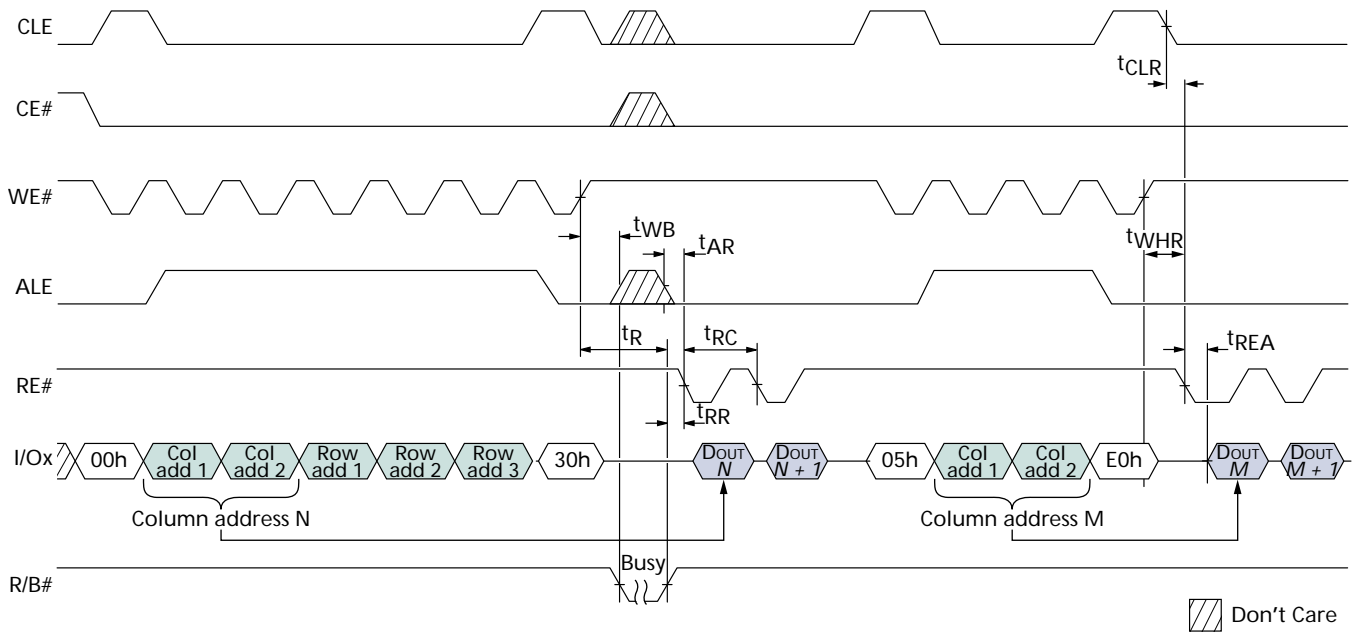 CLE
tCLR
CE#
WE#
tWB
tAR
tWHR
ALE
tR
tRC
tREA
RE#
tRR
I/Ox
00h
Col
add 1
Col
add 2
Row
add 1
Row
add 2
Row
add 3
30h
DOUT
N
DOUT
N + 1
05h
Col
add 1
Col
add 2
E0h
DOUT
M
DOUT
M + 1
Column address N
Column address M
Busy
R/B#
Don't Care